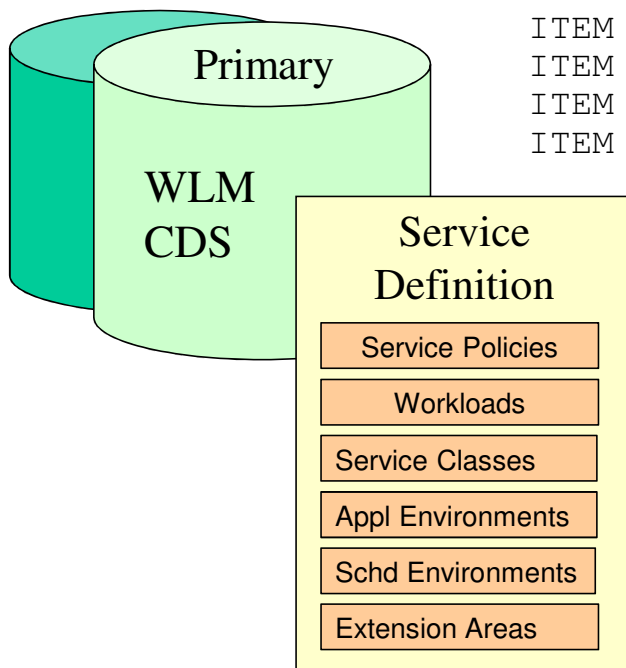 Primary
WLM
CDS
ITEM
ITEM
ITEM
ITEM
Service
Definition
Service Policies
Workloads
Service Classes
Appl Environments
Schd Environments
Extension Areas